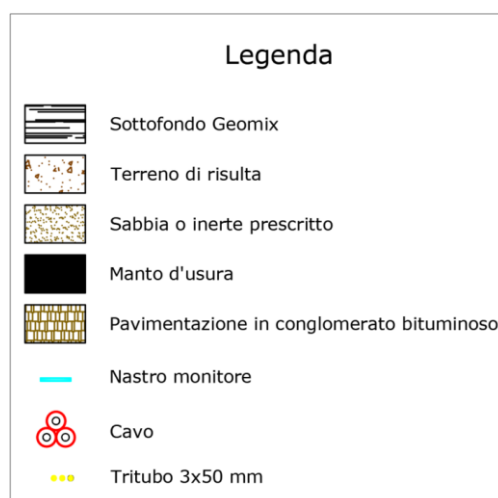 Legenda
Sottofondo Geomix
Terreno di risulta
Sabbia o inerte prescritto
Manto d'usura
Pavimentazione in conglomerato bituminoso
Nastro monitore
Cavo
Tritubo 3x50 mm